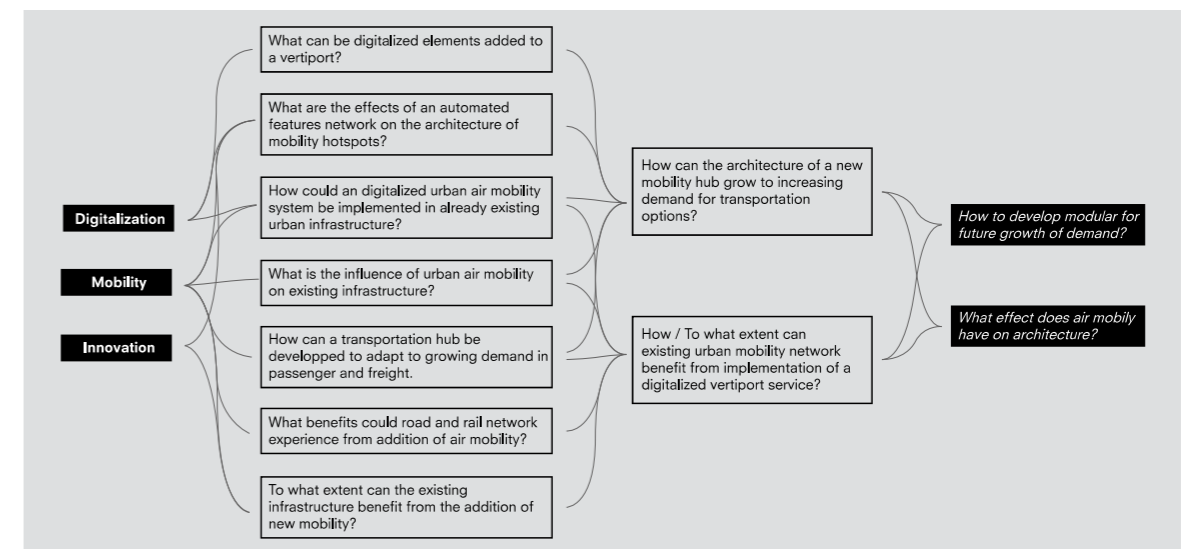 Digitalization
Mobility
Innovation
What can be digitalized elements added to
a vertiport?
What are the effects of an automated
features network on the architecture of
mobility hotspots?
How could an digitalized urban air mobility
system be implemented in already existing
urban infrastructure?
What is the influence of urban air mobility
on existing infrastructure?
How can a transportation hub be
developped to adapt to growing demand in
passenger and freight.
What benefits could road and rail network
experience from addition of air mobility?
To what extent can the existing
infrastructure benefit from the addition of
new mobility?
How can the architecture of a new
mobility hub grow to increasing
demand for transportation
options?
How / To what extent can
existing urban mobility network
benefit from implementation of a
digitalized vertiport service?
How to develop modular for
future growth of demand?
What effect does air mobily
have on architecture?